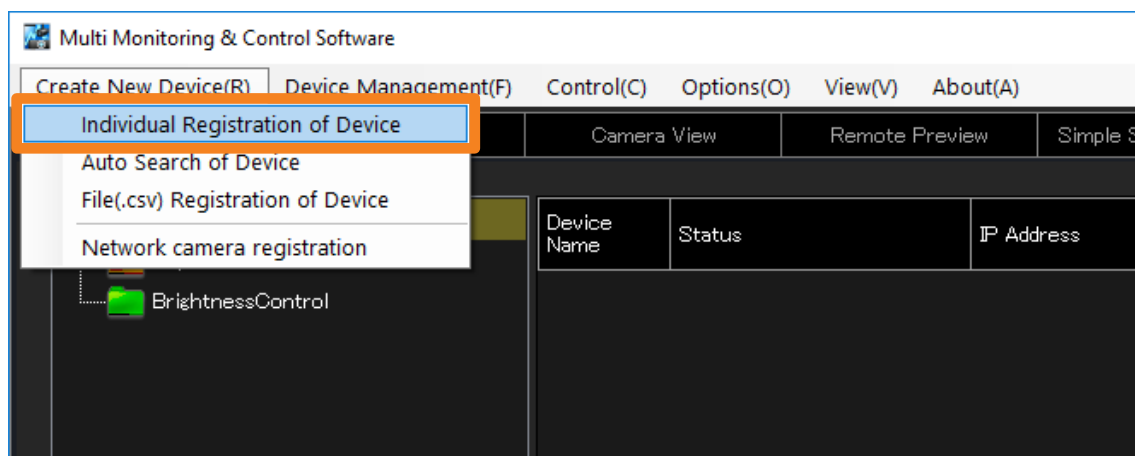 Multi Monitoring & Control Software
Create New Device(R) Device Management(F) Control(C) Options(O) View(V) About(A)
Individual Registration of Device
Auto Search of Device
File(.csv) Registration of Device
Network camera registration
Camera View Remote Preview Simple
Device
Name
Status
IP Address
BrightnessControl